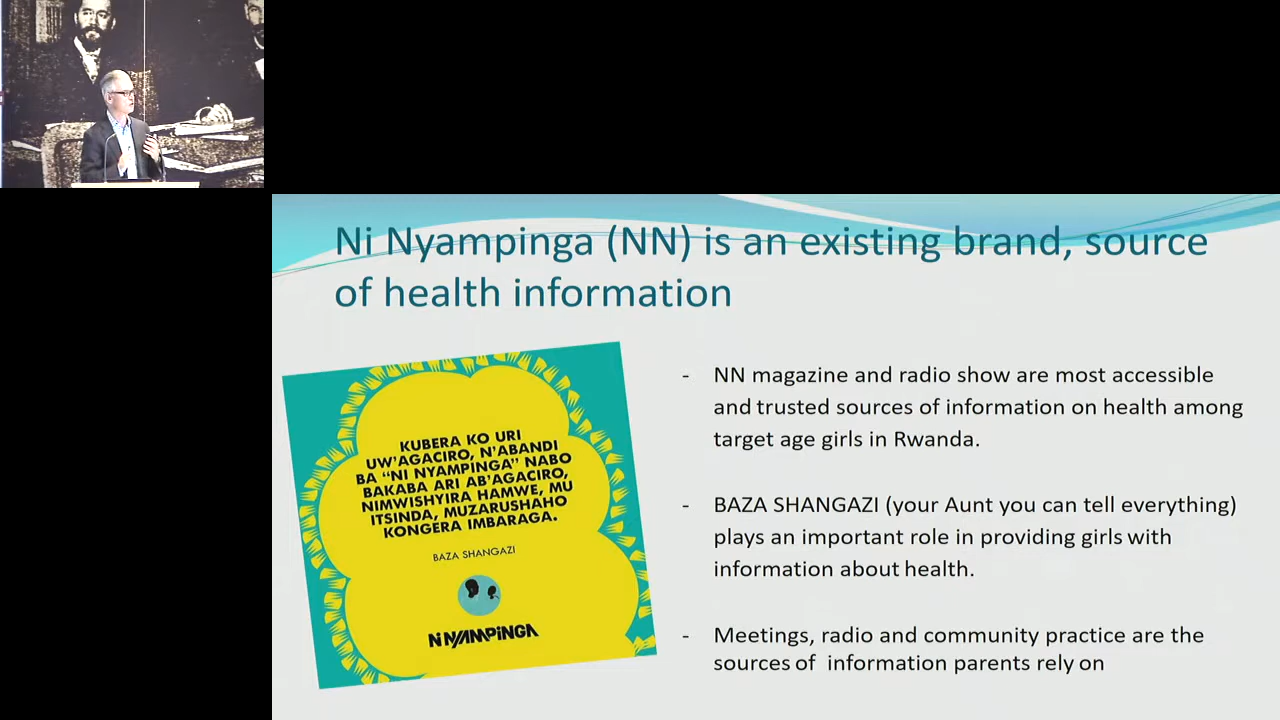 Ni Nyampinga (NN) is an existing brand, source
of health information
KUBERA KO URI
UW'AGACIRO, N'ABANDI
BA "NI NYAMPINGA" NABO
BAKABA ARI AB'AGACIRO,
NIMWISHYIRA HAMWE, MU
ITSINDA, MUZARUSHAHO
KONGERA IMBARAGA.
BAZA SHANGAZI
Ni NYAMPiNGA
- NN magazine and radio show are most accessible
and trusted sources of information on health among
target age girls in Rwanda.
- BAZA SHANGAZI (your Aunt you can tell everything)
plays an important role in providing girls with
information about health.
- Meetings, radio and community practice are the
sources of information parents rely on